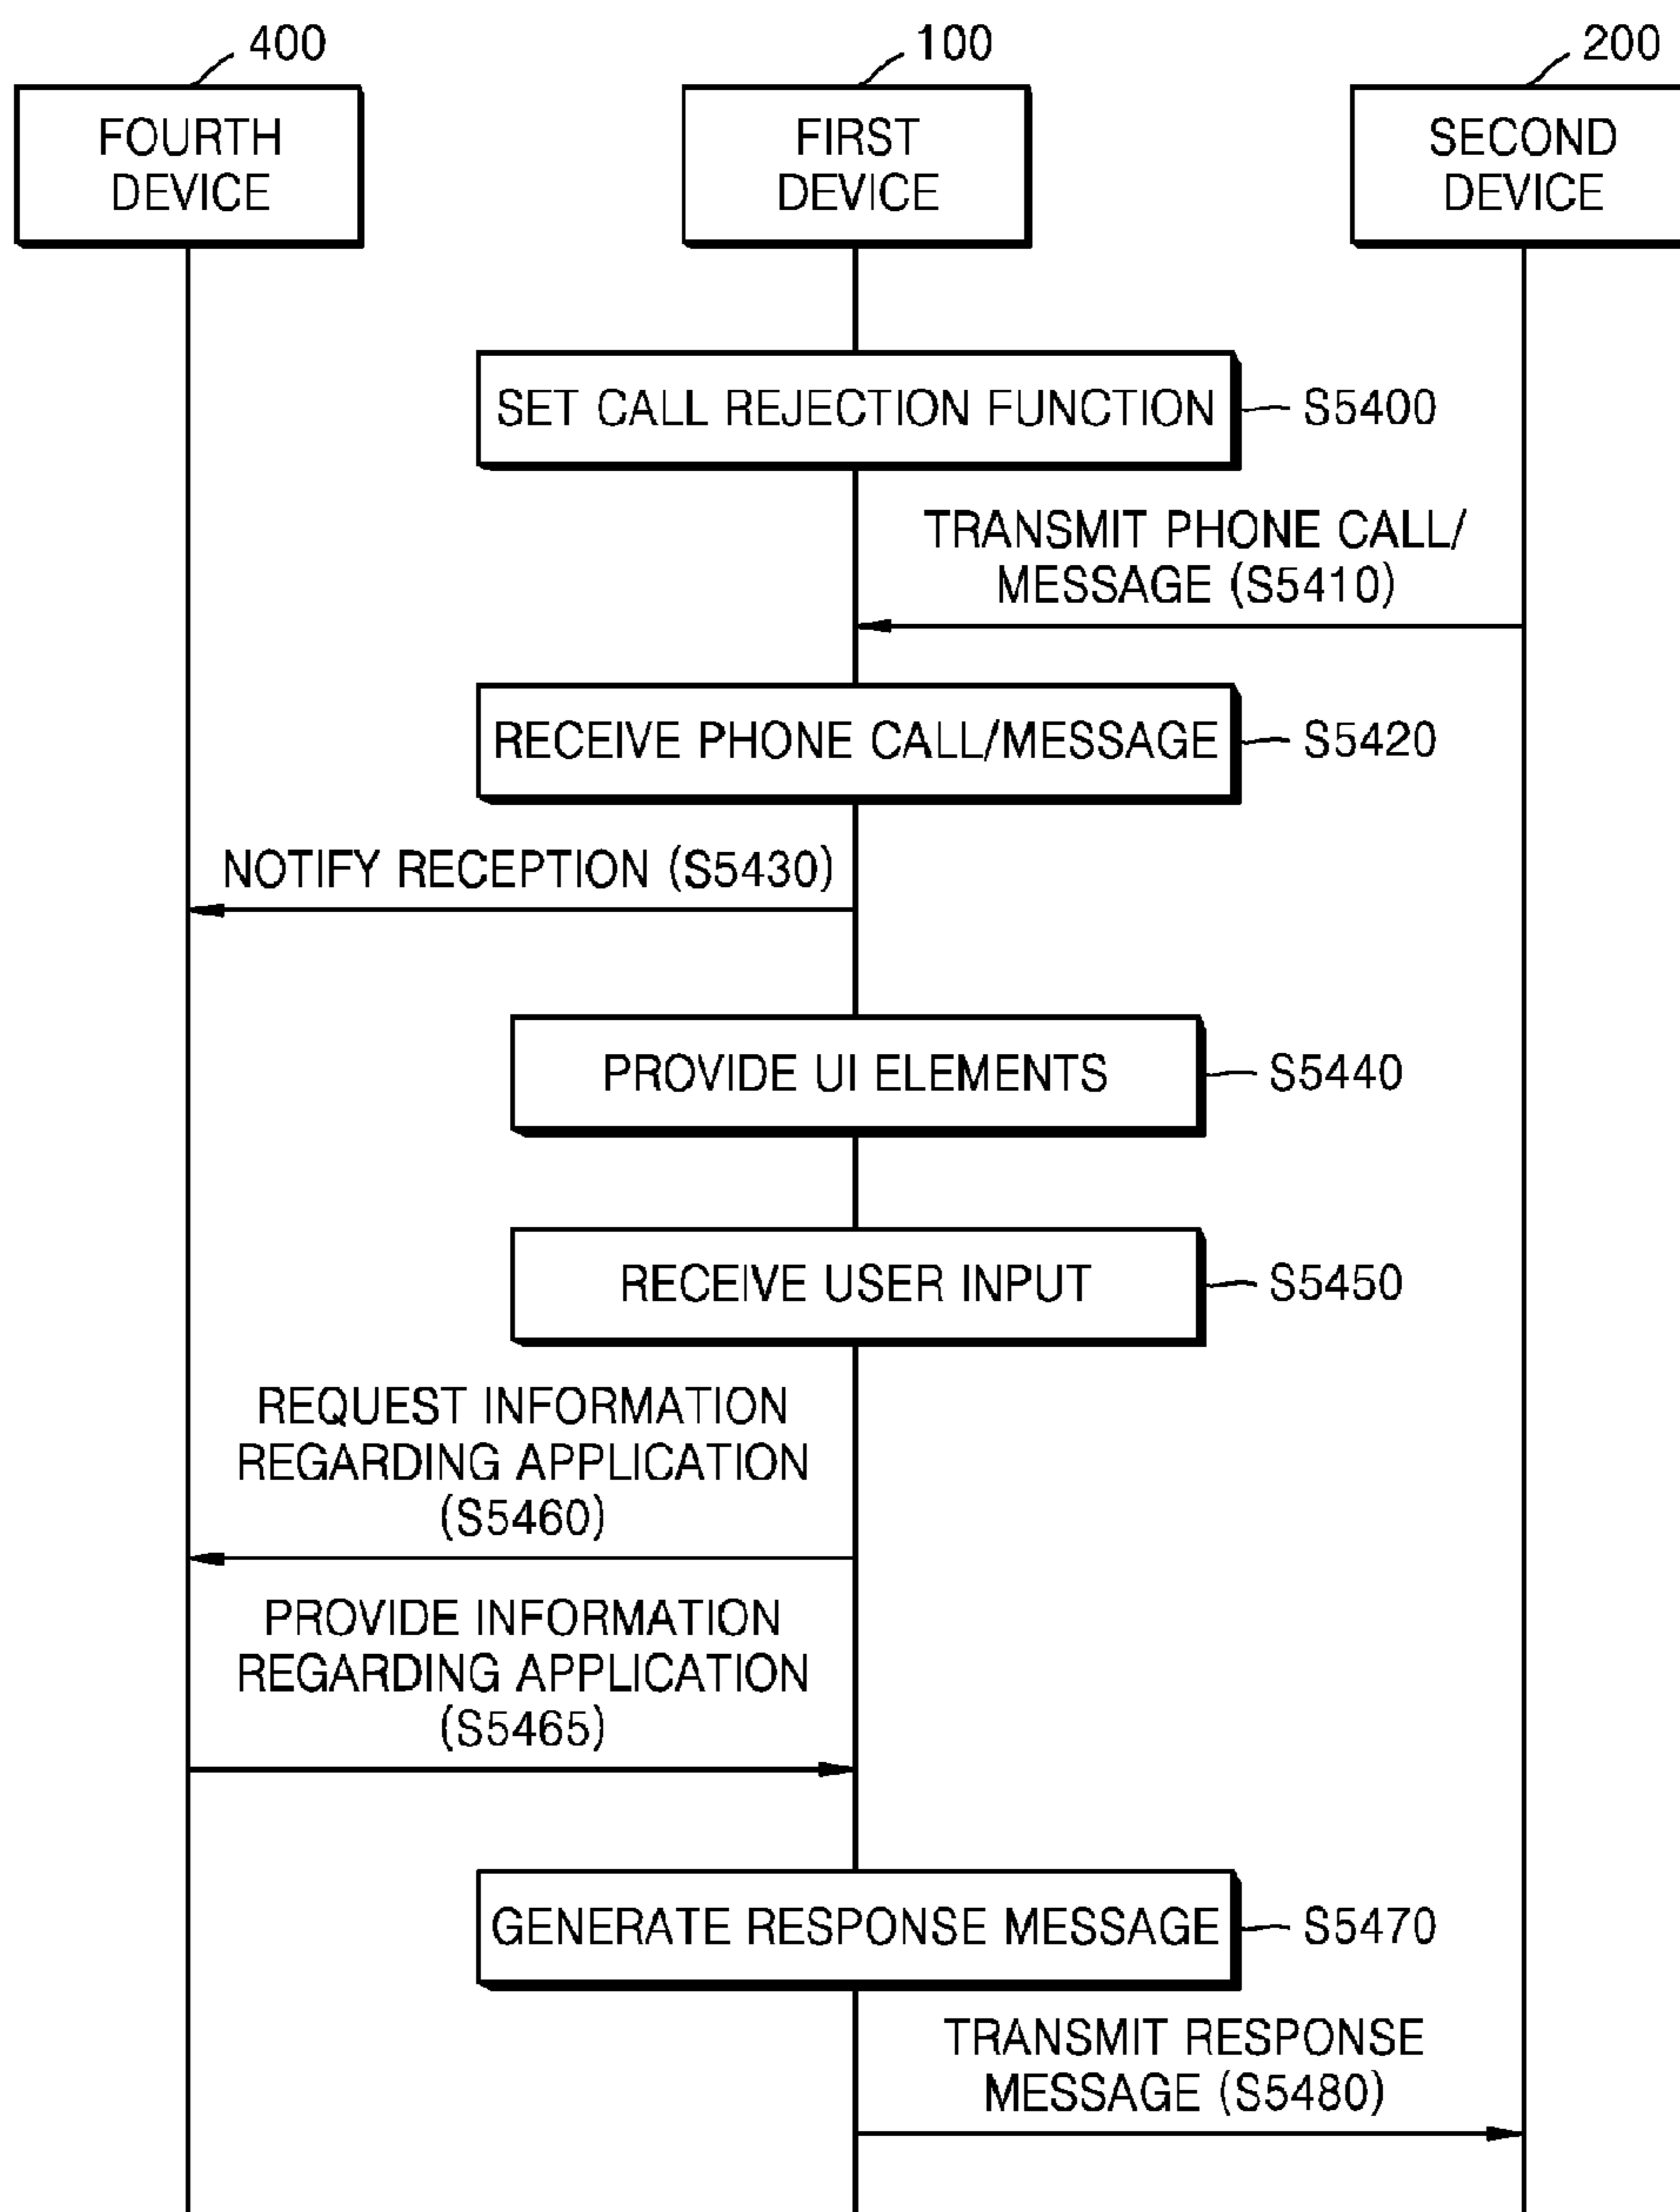 400
100
200
FOURTH
DEVICE
FIRST
DEVICE
SECOND
DEVICE
SET CALL REJECTION FUNCTION
S5400
TRANSMIT PHONE CALL/
MESSAGE (S5410)
RECEIVE PHONE CALL/MESSAGE
S5420
NOTIFY RECEPTION (S5430)
PROVIDE UI ELEMENTS
S5440
RECEIVE USER INPUT
S5450
REQUEST INFORMATION
REGARDING APPLICATION
(S5460)
PROVIDE INFORMATION
REGARDING APPLICATION
(S5465)
GENERATE RESPONSE MESSAGE
S5470
TRANSMIT RESPONSE
MESSAGE (S5480)